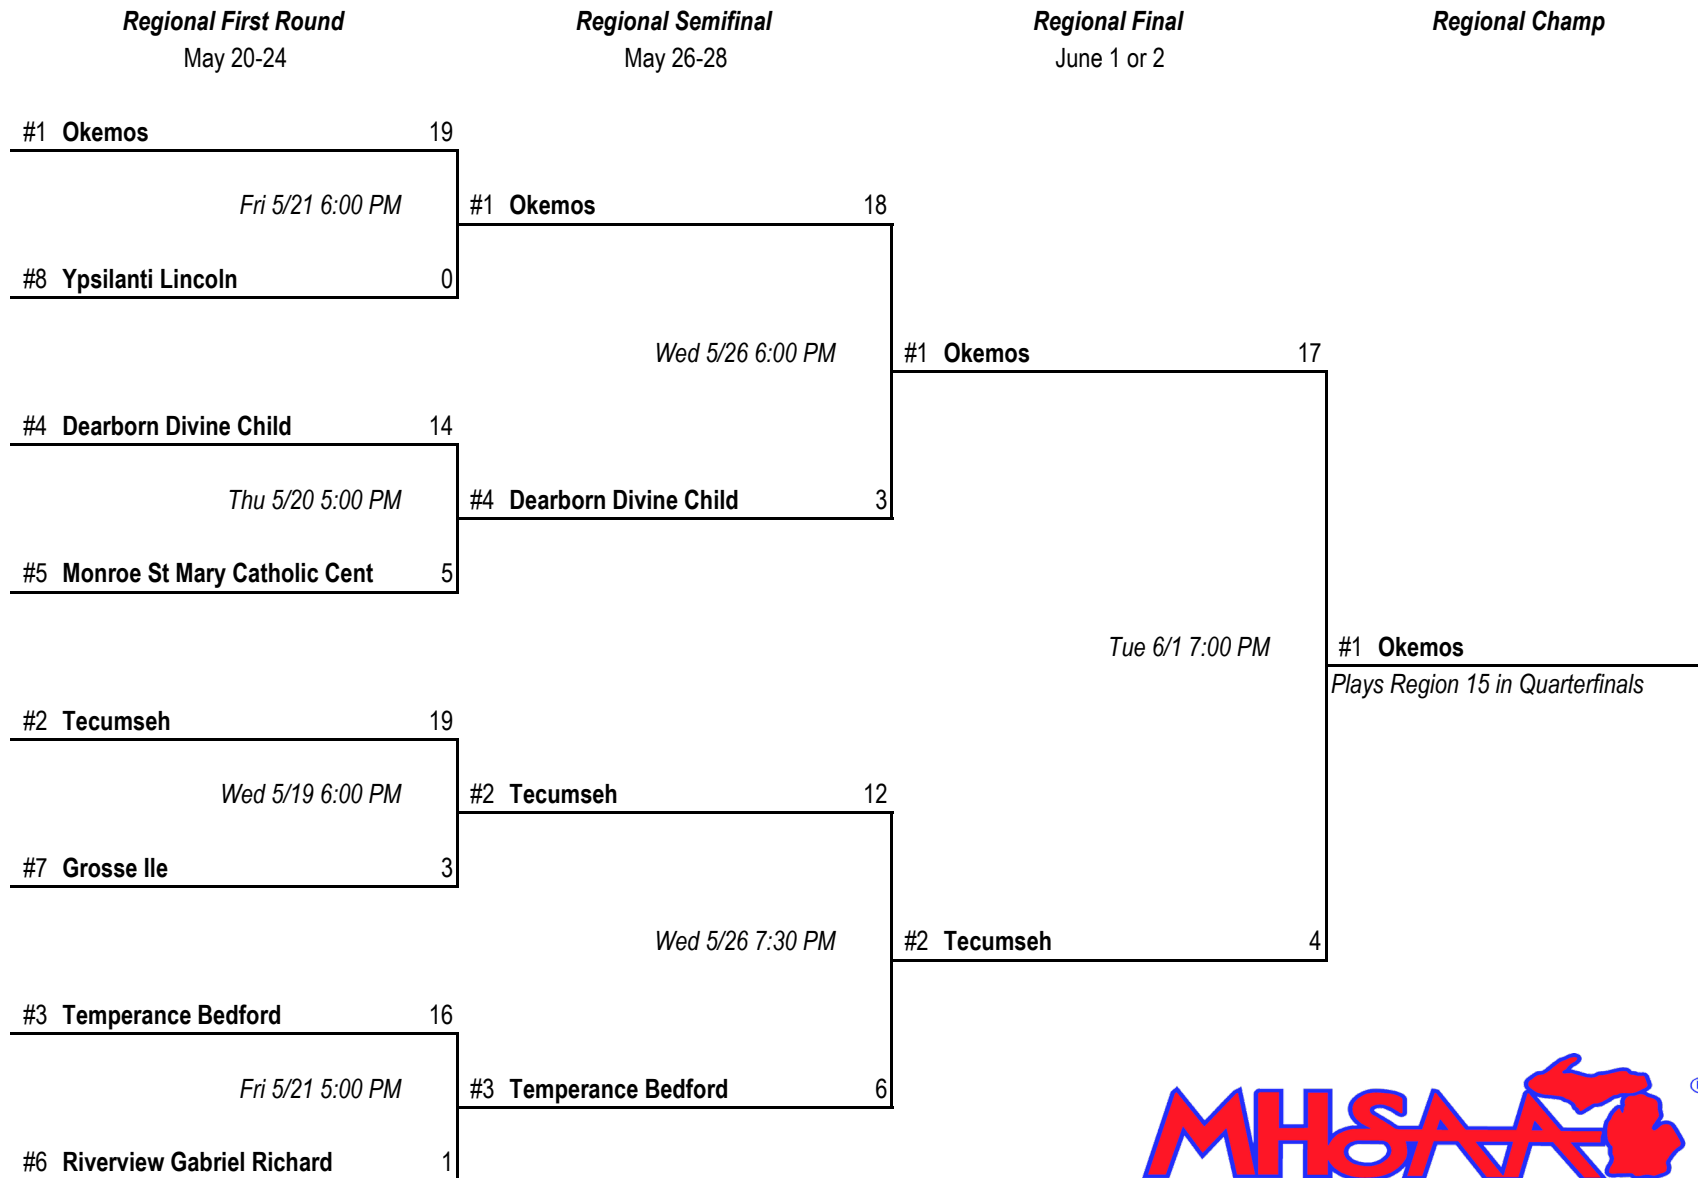 Regional First Round Regional Semifinal Regional Final Regional Champ
May 20-24 May 26-28 June 1 or 2
#1 Okemos 19
Fri 5/21 6:00 PM #1 Okemos 18
#8 Ypsilanti Lincoln 0
Wed 5/26 6:00 PM #1 Okemos 17
#4 Dearborn Divine Child 14
Thu 5/20 5:00 PM #4 Dearborn Divine Child 3
#5 Monroe St Mary Catholic Cent 5
Tue 6/1 7:00 PM #1 Okemos
Plays Region 15 in Quarterfinals
#2 Tecumseh 19
Wed 5/19 6:00 PM #2 Tecumseh 12
#7 Grosse Ile 3
Wed 5/26 7:30 PM #2 Tecumseh 4
#3 Temperance Bedford 16
Fri 5/21 5:00 PM #3 Temperance Bedford 6
MHSAA
#6 Riverview Gabriel Richard 1